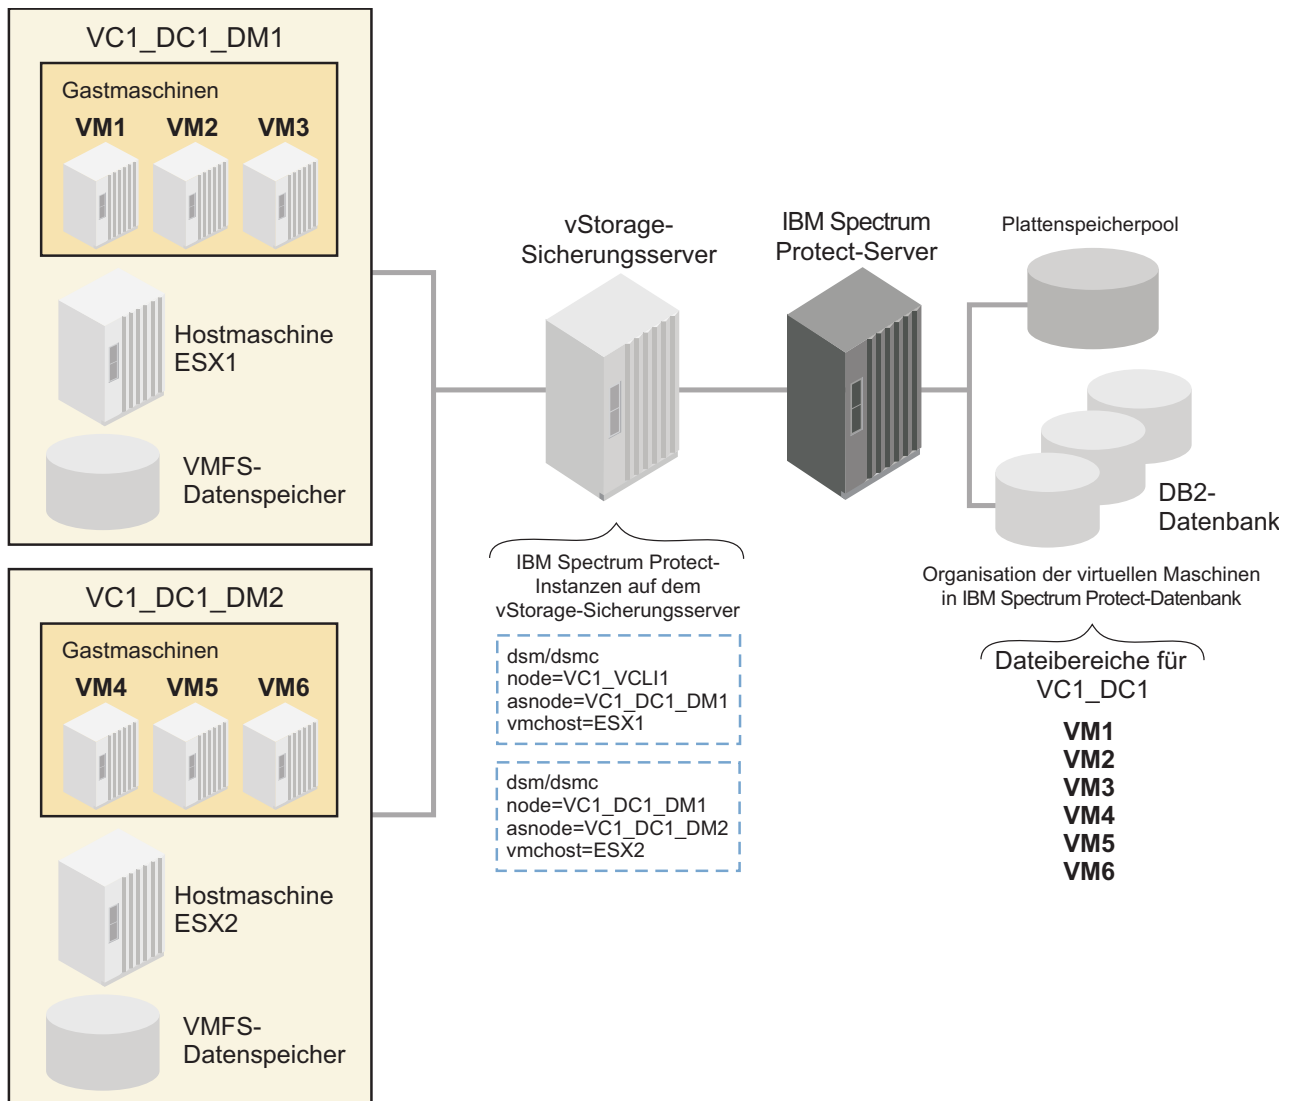 VC1_DC1_DM1
Gastmaschinen
VM1 VM2 VM3
Hostmaschine
ESX1
VMFS-
Datenspeicher
VC1_DC1_DM2
Gastmaschinen
VM4 VM5 VM6
Hostmaschine
ESX2
VMFS-
Datenspeicher
vStorage-
Sicherungsserver
IBM Spectrum Protect-
Instanzen auf dem
vStorage-Sicherungsserver
dsm/dsmc
node=VC1_VCLI1
asnode=VC1_DC1_DM1
vmchost=ESX1
dsm/dsmc
node=VC1_DC1_DM1
asnode=VC1_DC1_DM2
vmchost=ESX2
IBM Spectrum
Protect-Server
Plattenspeicherpool
DB2-
Datenbank
Organisation der virtuellen Maschinen
in IBM Spectrum Protect-Datenbank
Dateibereiche für
VC1_DC1
VM1
VM2
VM3
VM4
VM5
VM6